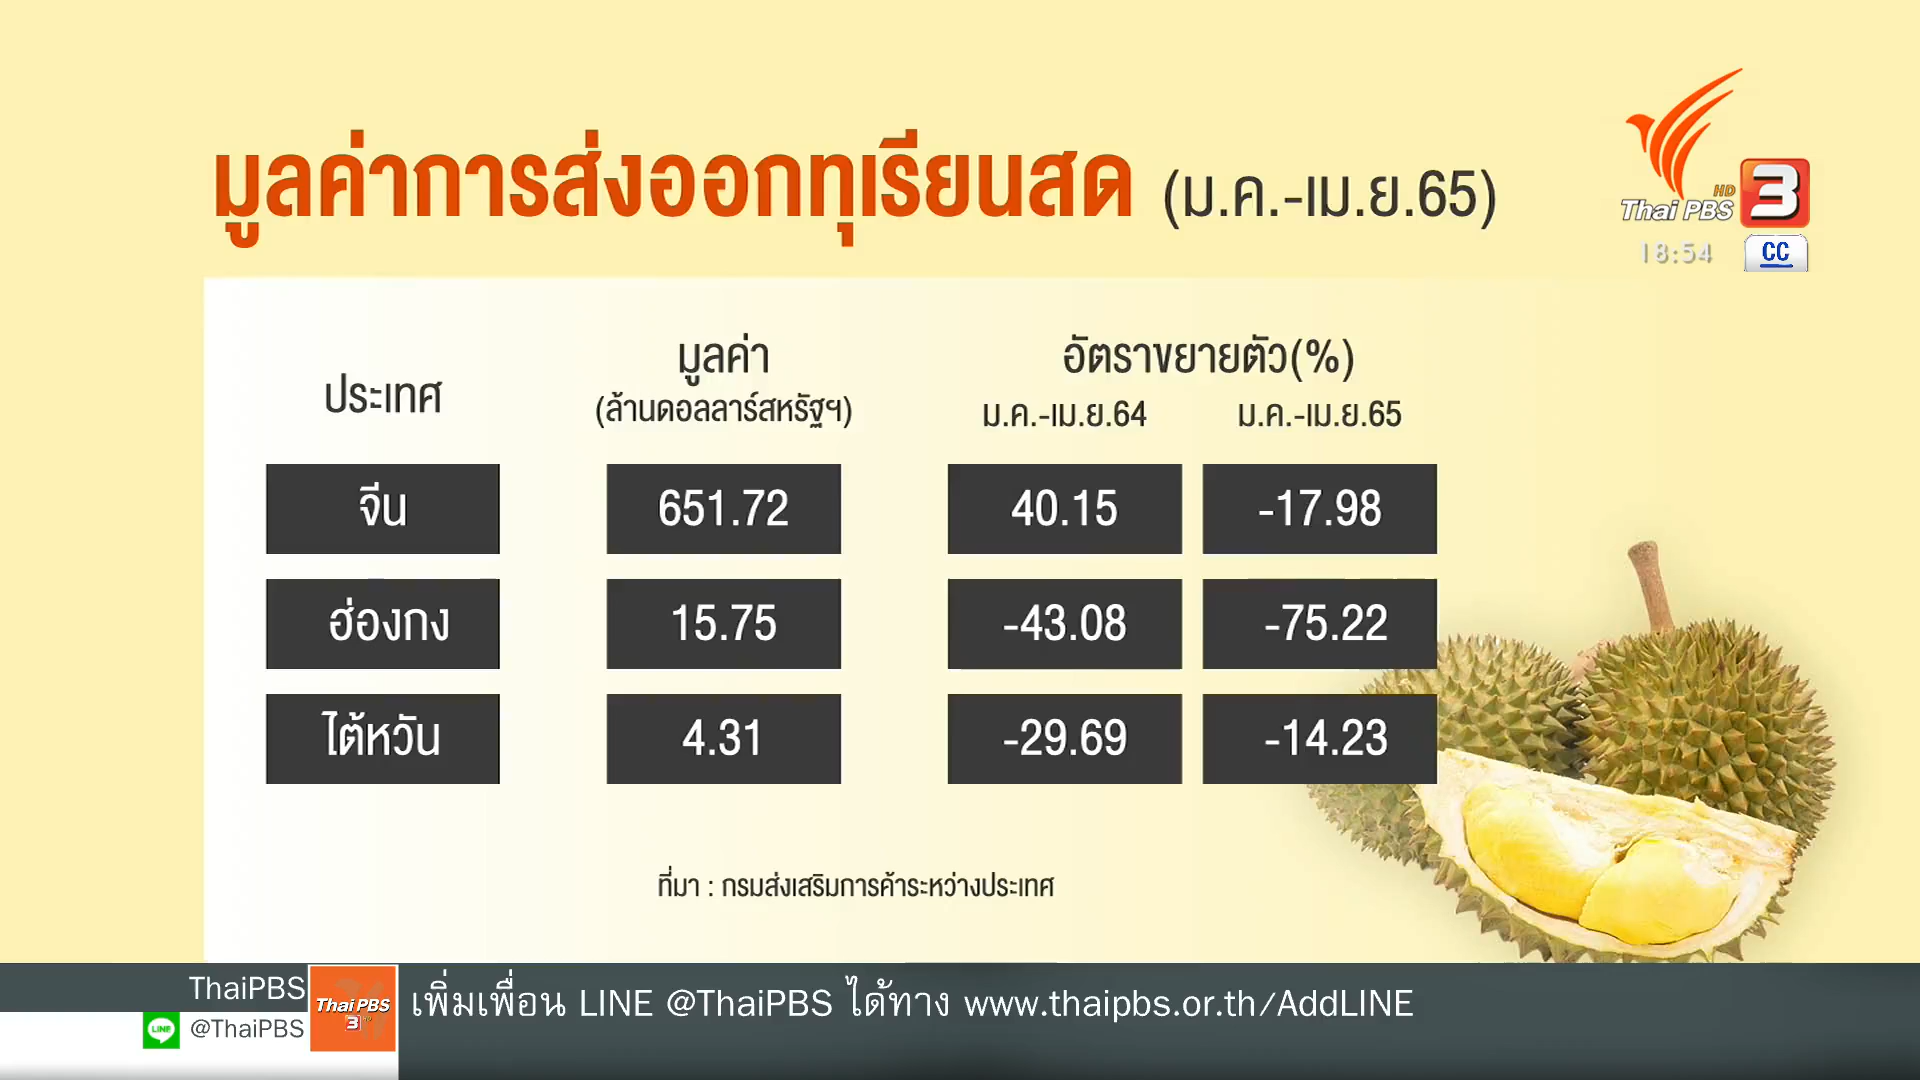 มูลค่าการส่งออกทุเรียนสด (ม.ค.-เม.ย.65)
HD
Thai PBS 3
18:54 CC
ประเทศ
มูลค่า
(ล้านดอลลาร์สหรัฐฯ)
อัตราขยายตัว(%)
ม.ค.-เม.ย.64 ม.ค.-เม.ย.65
จีน 651.72 40.15 -17.98
ฮ่องกง 15.75 -43.08 -75.22
ไต้หวัน 4.31 -29.69 -14.23
ที่มา : กรมส่งเสริมการค้าระหว่างประเทศ
ThaiPBS
LINE @ThaiPBS
Thai PBS
3
HD
เพิ่มเพื่อน LINE @ThaiPBS ได้ทาง www.thaipbs.or.th/AddLINE